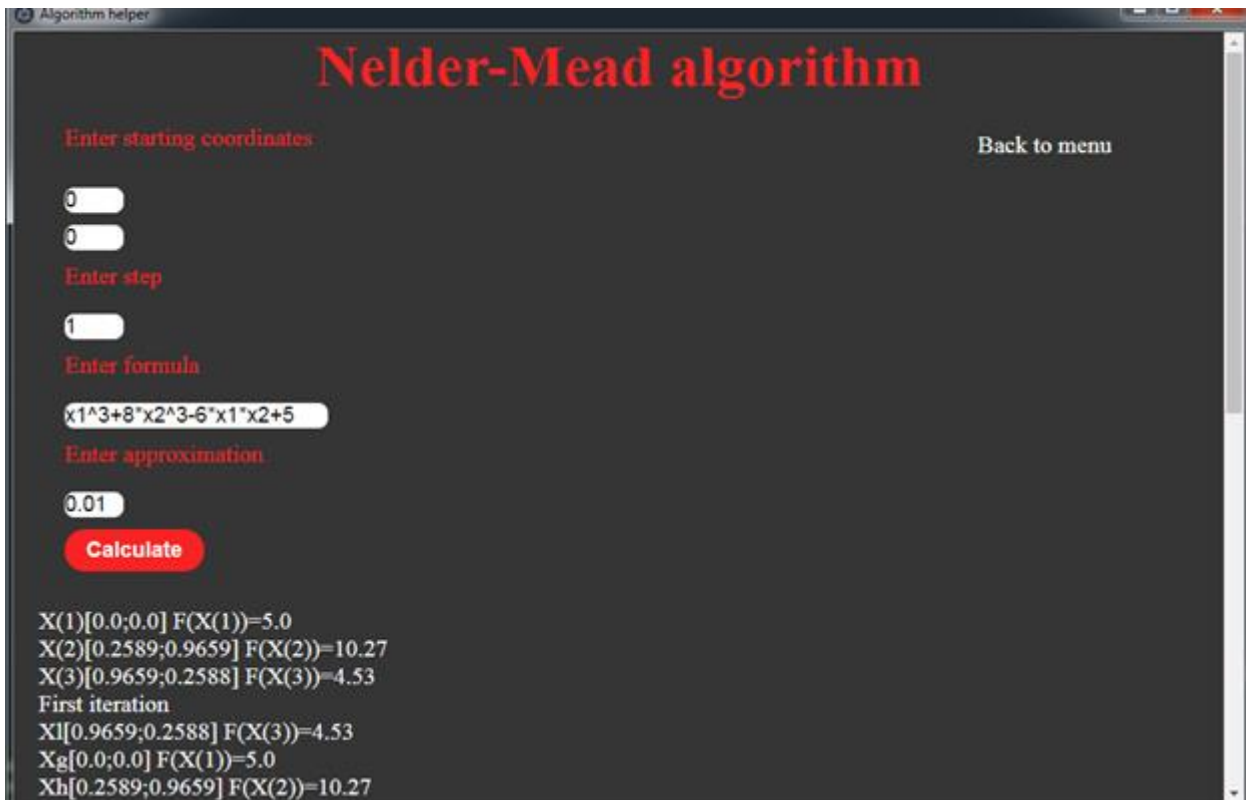 Algorithm helper
Nelder-Mead algorithm
Enter starting coordinates
Back to menu
0
0
Enter step
1
Enter formula
x1^3+8*x2^3-6*x1*x2+5
Enter approximation
0.01
Calculate
X(1)[0.0;0.0] F(X(1))=5.0
X(2)[0.2589;0.9659] F(X(2))=10.27
X(3)[0.9659;0.2588] F(X(3))=4.53
First iteration
Xl[0.9659;0.2588] F(X(3))=4.53
Xg[0.0;0.0] F(X(1))=5.0
Xh[0.2589;0.9659] F(X(2))=10.27